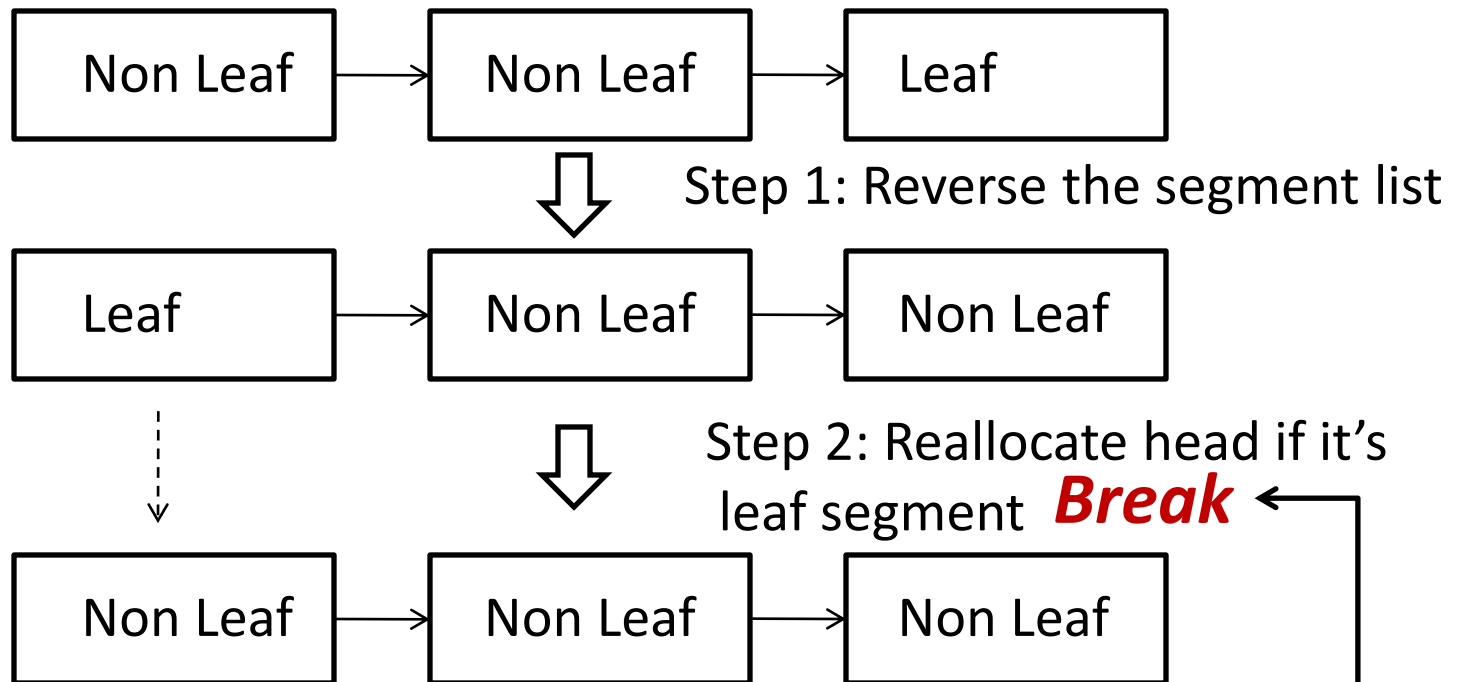 Non Leaf Non Leaf Leaf
Step 1: Reverse the segment list
Leaf Non Leaf Non Leaf
Step 2: Reallocate head if it’s
leaf segment Break
Non Leaf Non Leaf Non Leaf